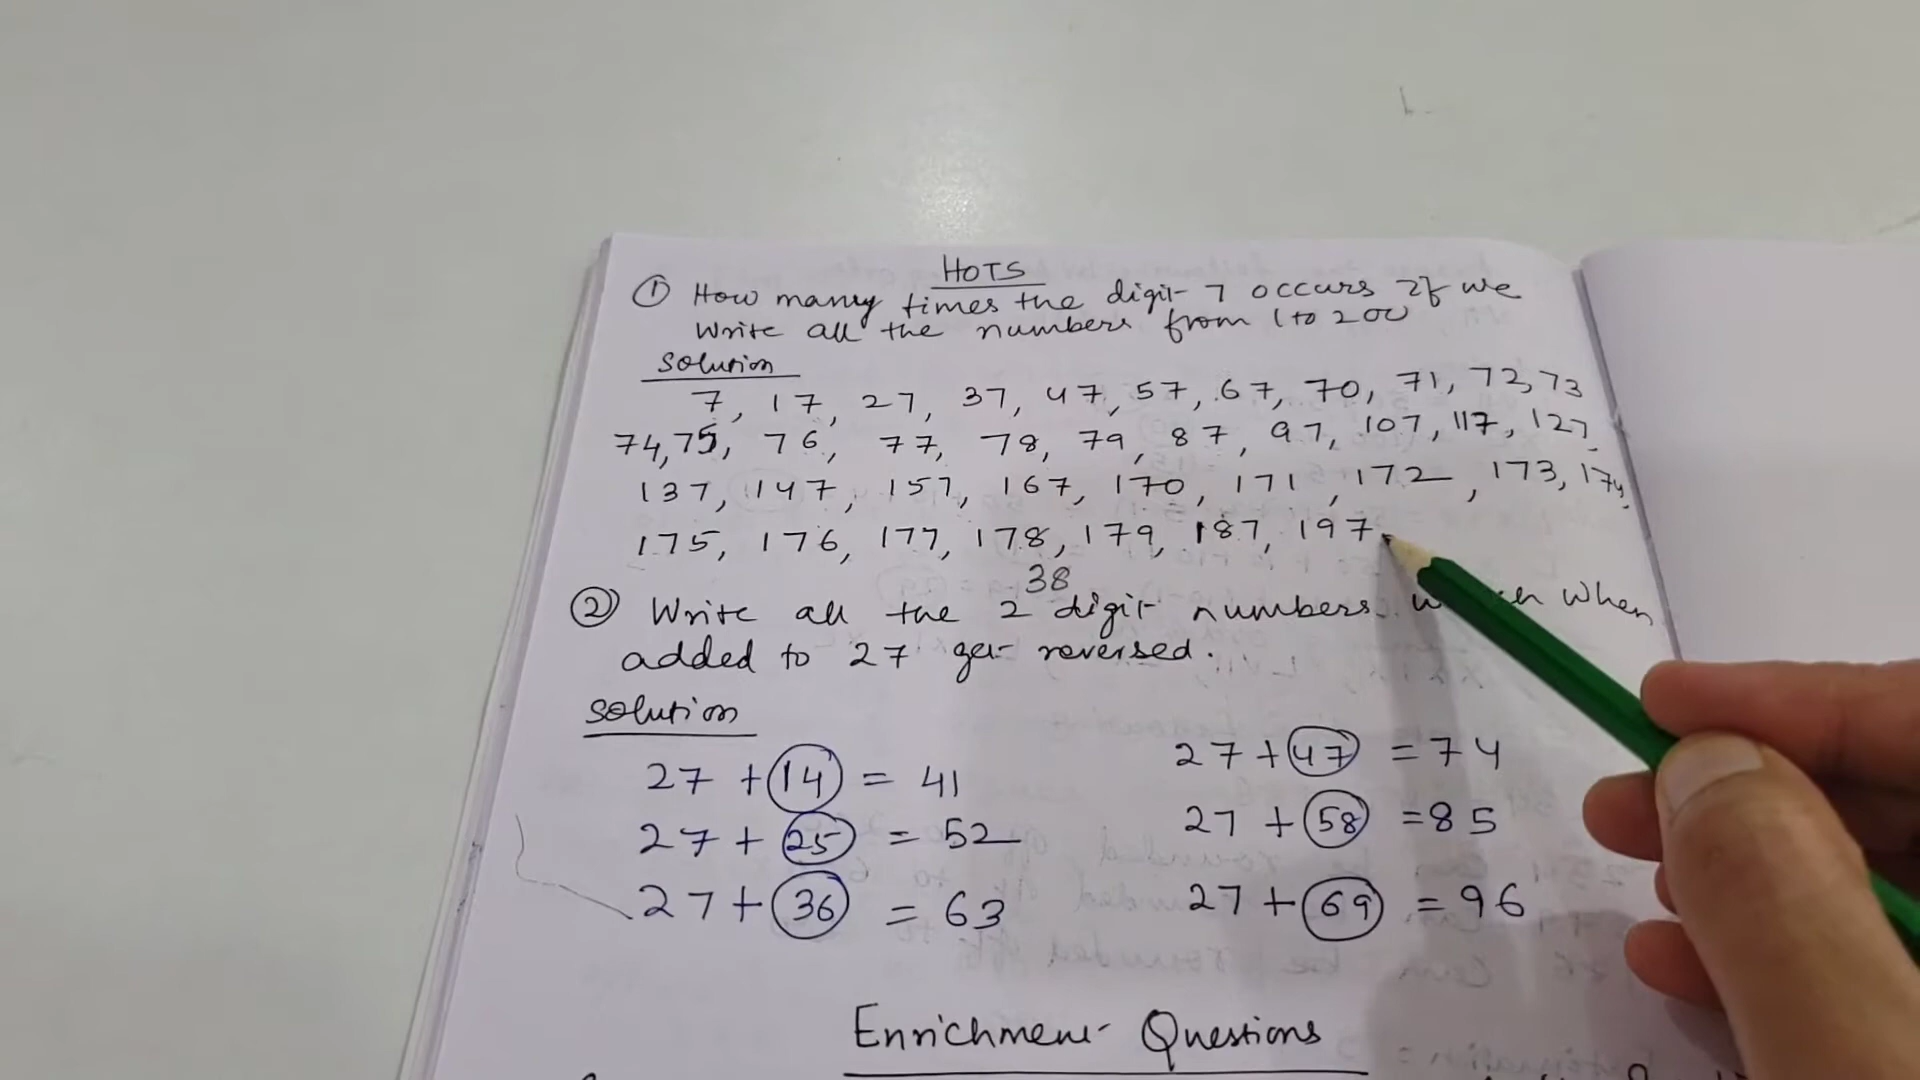 HOTS
① How many times the digit 7 occurs if we
write all the numbers from 1 to 200
Solution
7, 17, 27, 37, 47, 57, 67, 70, 71, 72, 73
74, 75, 76, 77, 78, 79, 87, 97, 107, 117, 127,
137, 147, 157, 167, 170, 171, 172, 173, 174,
175, 176, 177, 178, 179, 187, 197.
38
② Write all the 2 digit numbers when
added to 27 get reversed.
Solution
27 + 14 = 41
27 + 25 = 52
27 + 36 = 63
27 + 47 = 74
27 + 58 = 85
27 + 69 = 96
Enrichment Questions